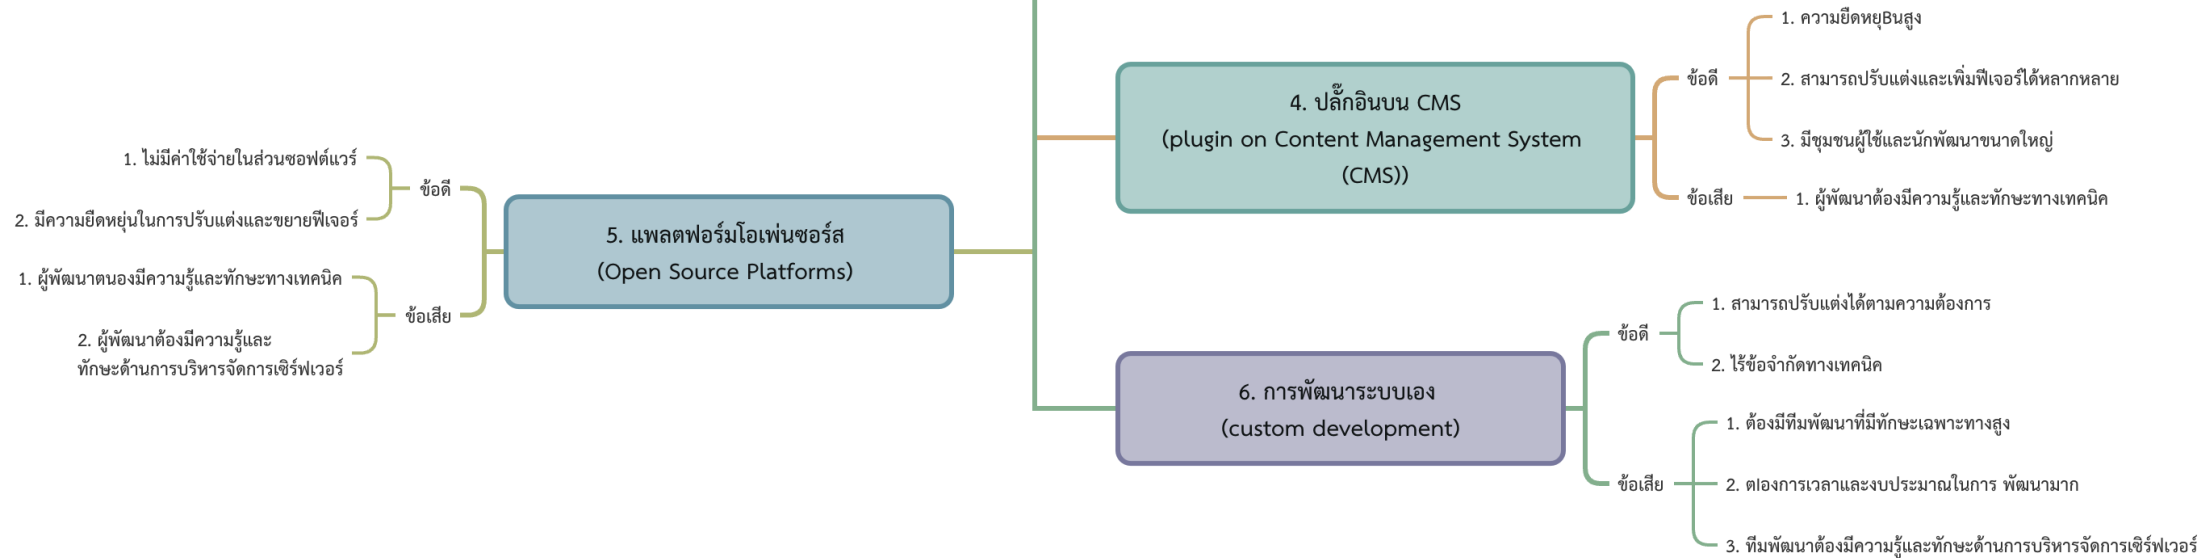 4. ปลั๊กอินบน CMS
(plugin on Content Management System
(CMS))
ข้อดี
1. ความยืดหยุBนสูง
2. สามารถปรับแต่งและเพิ่มฟีเจอร์ได้หลากหลาย
3. มีชุมชนผู้ใช้และนักพัฒนาขนาดใหญ่
ข้อเสีย
1. ผู้พัฒนาต้องมีความรู้และทักษะทางเทคนิค
5. แพลตฟอร์มโอเพ่นซอร์ส
(Open Source Platforms)
ข้อดี
1. ไม่มีค่าใช้จ่ายในส่วนซอฟต์แวร์
2. มีความยืดหยุ่นในการปรับแต่งและขยายฟีเจอร์
ข้อเสีย
1. ผู้พัฒนาตนองมีความรู้และทักษะทางเทคนิค
2. ผู้พัฒนาต้องมีความรู้และ
ทักษะด้านการบริหารจัดการเซิร์ฟเวอร์
6. การพัฒนาระบบเอง
(custom development)
ข้อดี
1. สามารถปรับแต่งได้ตามความต้องการ
2. ไร้ข้อจำกัดทางเทคนิค
ข้อเสีย
1. ต้องมีทีมพัฒนาที่มีทักษะเฉพาะทางสูง
2. ตlองการเวลาและงบประมาณในการ พัฒนามาก
3. ทีมพัฒนาต้องมีความรู้และทักษะด้านการบริหารจัดการเซิร์ฟเวอร์